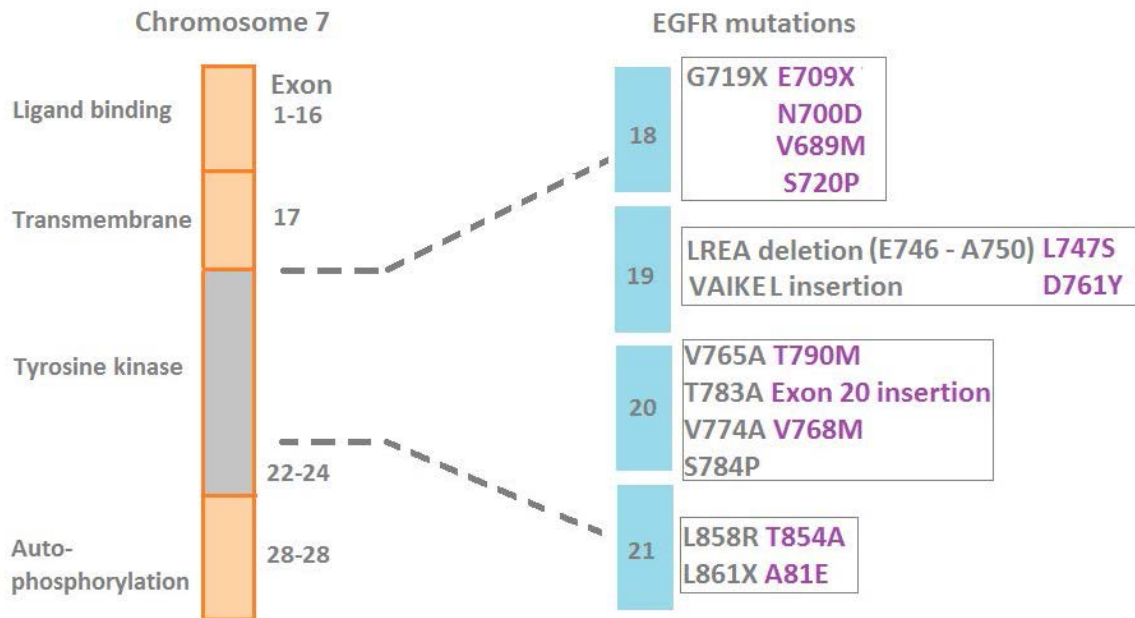 Chromosome 7
Ligand binding
Exon
1-16
Transmembrane
17
Tyrosine kinase
22-24
Auto-
phosphorylation
28-28
EGFR mutations
18
G719X E709X
N700D
V689M
S720P
19
LREA deletion (E746 - A750) L747S
VAIKEL insertion D761Y
20
V765A T790M
T783A Exon 20 insertion
V774A V768M
S784P
21
L858R T854A
L861X A81E